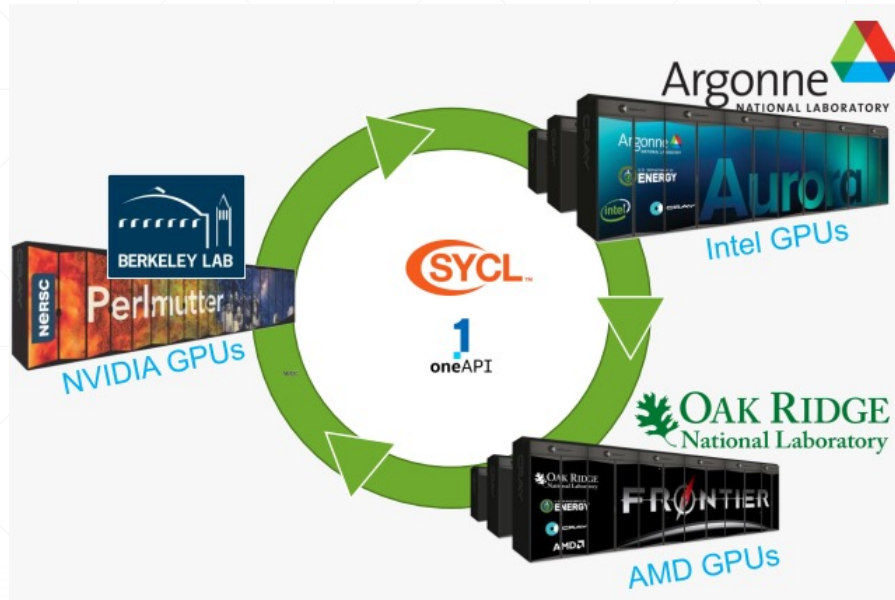 Argonne
NATIONAL LABORATORY
Argonne
ENERGY
intel
CRAY
Aurora
Intel GPUs
BERKELEY LAB
NERSC
Perlmutter
NVIDIA GPUs
SYCL™
1
oneAPI
OAK RIDGE
National Laboratory
OAK RIDGE
National Laboratory
ENERGY
CRAY
AMD
FRONTIER
AMD GPUs